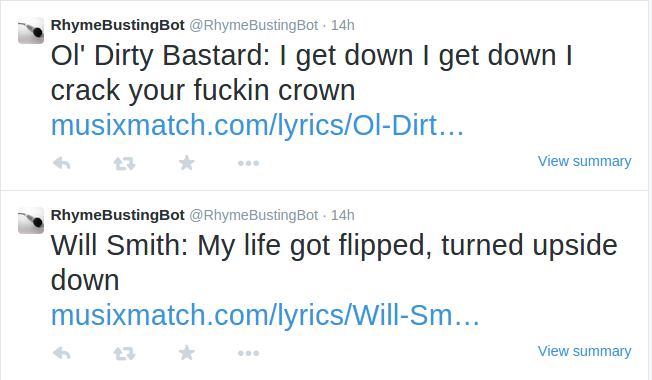 RhymeBustingBot @RhymeBustingBot · 14h
Ol' Dirty Bastard: I get down I get down I
crack your fuckin crown
musixmatch.com/lyrics/Ol-Dirt…
View summary
RhymeBustingBot @RhymeBustingBot · 14h
Will Smith: My life got flipped, turned upside
down
musixmatch.com/lyrics/Will-Sm…
View summary